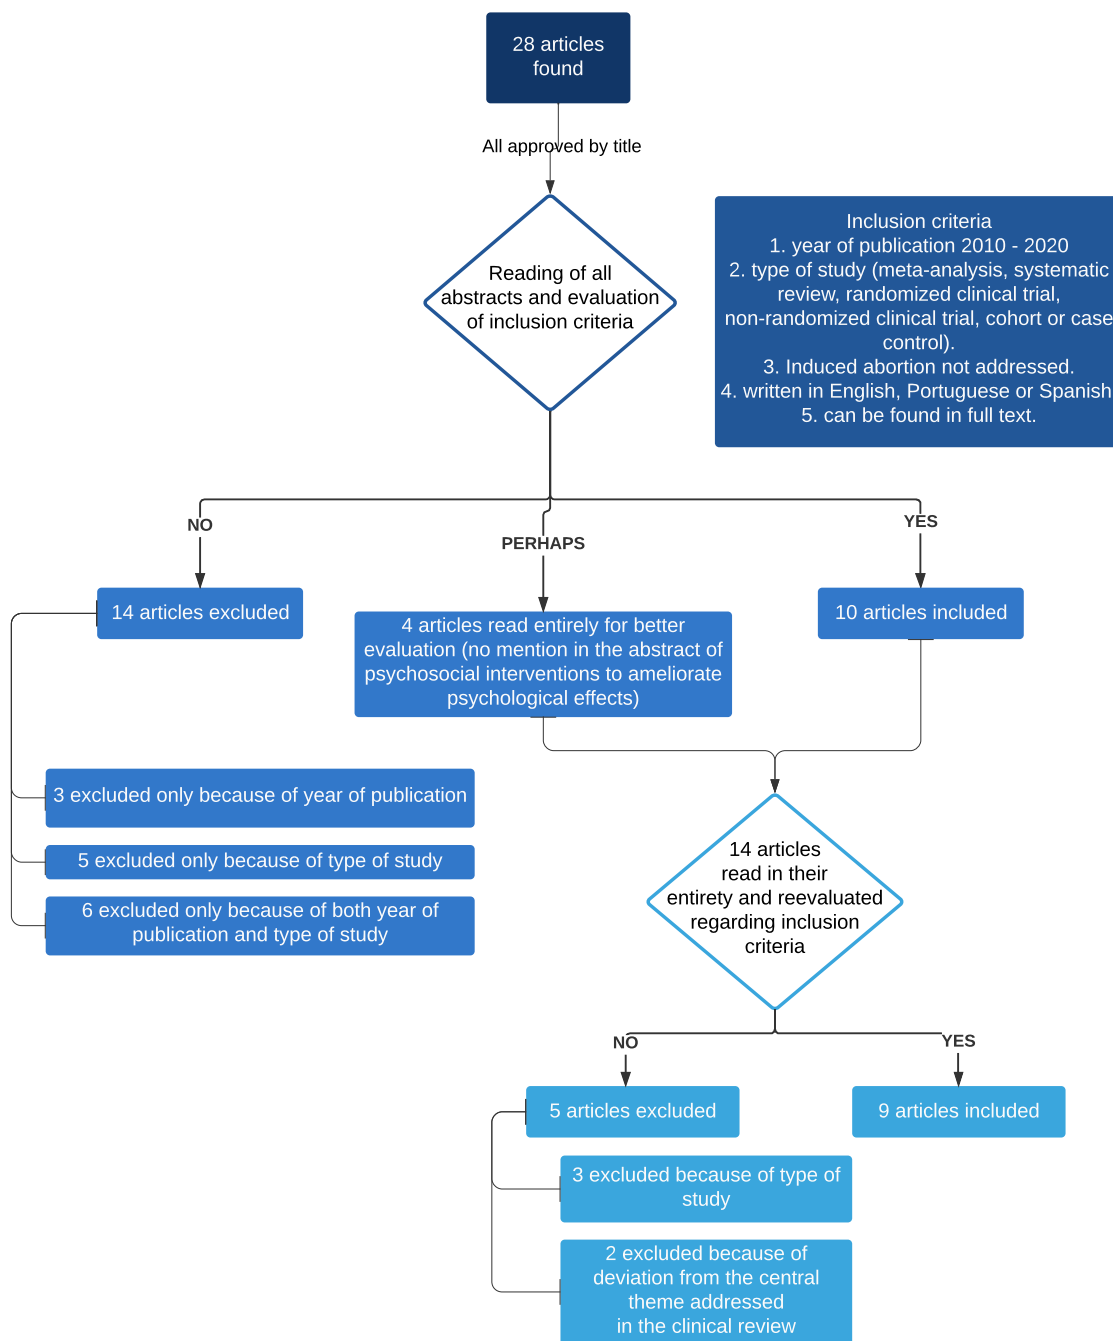 28 articles
found
All approved by title
Reading of all
abstracts and evaluation
of inclusion criteria
Inclusion criteria
1. year of publication 2010 - 2020
2. type of study (meta-analysis, systematic
review, randomized clinical trial,
non-randomized clinical trial, cohort or case
control).
3. Induced abortion not addressed.
4. written in English, Portuguese or Spanish
5. can be found in full text.
NO
PERHAPS
YES
14 articles excluded
4 articles read entirely for better
evaluation (no mention in the abstract of
psychosocial interventions to ameliorate
psychological effects)
10 articles included
3 excluded only because of year of publication
5 excluded only because of type of study
6 excluded only because of both year of
publication and type of study
14 articles
read in their
entirety and reevaluated
regarding inclusion
criteria
NO
YES
5 articles excluded
9 articles included
3 excluded because of type of
study
2 excluded because of
deviation from the central
theme addressed
in the clinical review